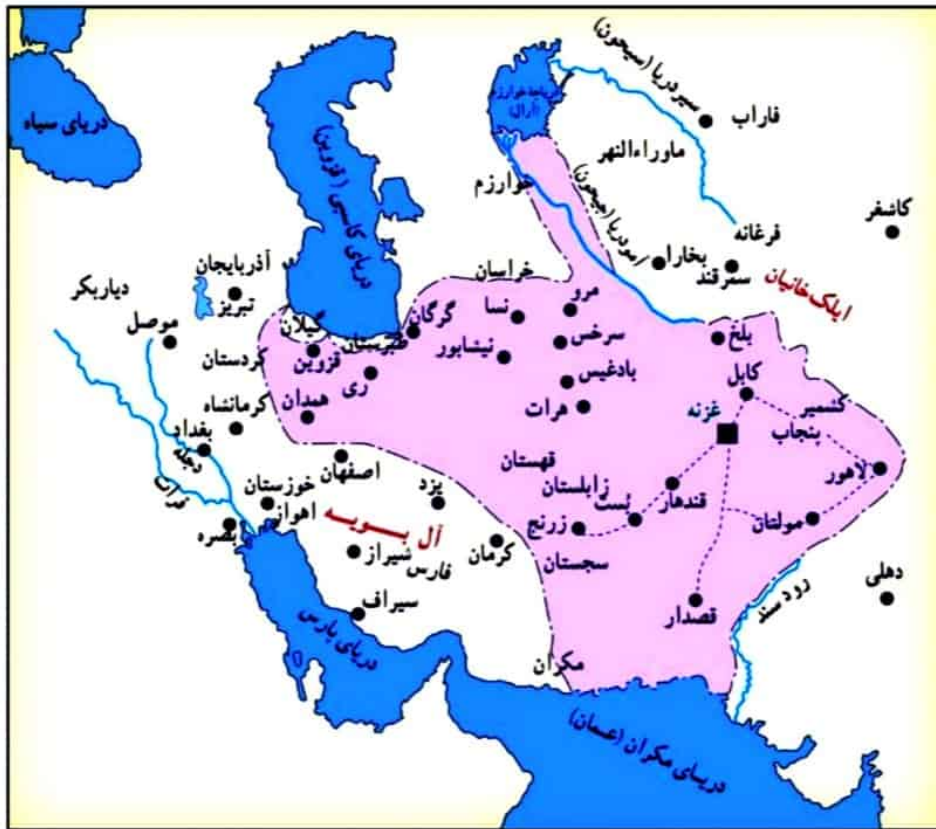 دریای سیاه
دریای کاسپی (قزوین)
دریاچه خوارزم
(آرال)
سیردریا (سیحون)
فاراب
ماوراءالنهر
خوارزم
آمودریا (جیحون)
کاشغر
فرغانه
بخارا
سمرقند
ایلک خانیان
آذربایجان
تبریز
دیاربکر
موصل
خراسان
مرو
نسا
گرگان
طبرستان
گیلان
قزوین
کردستان
سرخس
نیشابور
بلخ
ری
بادغیس
کابل
همدان
کرمانشاه
هرات
غزنه
کشمیر
پنجاب
بغداد
دجله
فرات
اصفهان
قهستان
لاهور
خوزستان
اهواز
یزد
زابلستان
بُست
قندهار
مولتان
آل بویه
زرنج
بصره
شیراز
فارس
کرمان
سجستان
سیراف
قصدار
رود سند
دهلی
دریای پارس
مکران
دریای مکران (عمان)